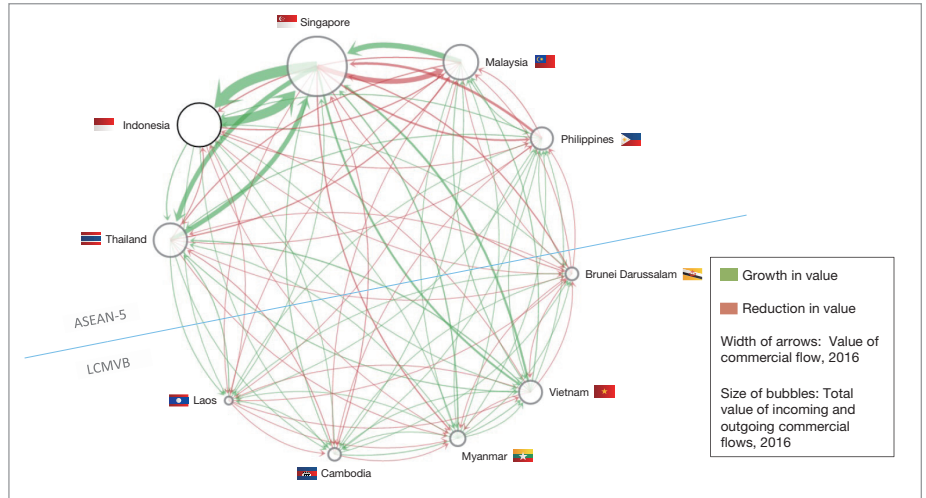 Singapore
Malaysia
Indonesia
Philippines
Thailand
Brunei Darussalam
ASEAN-5
LCMVB
Laos
Vietnam
Myanmar
Cambodia
Growth in value
Reduction in value
Width of arrows: Value of
commercial flow, 2016
Size of bubbles: Total
value of incoming and
outgoing commercial
flows, 2016